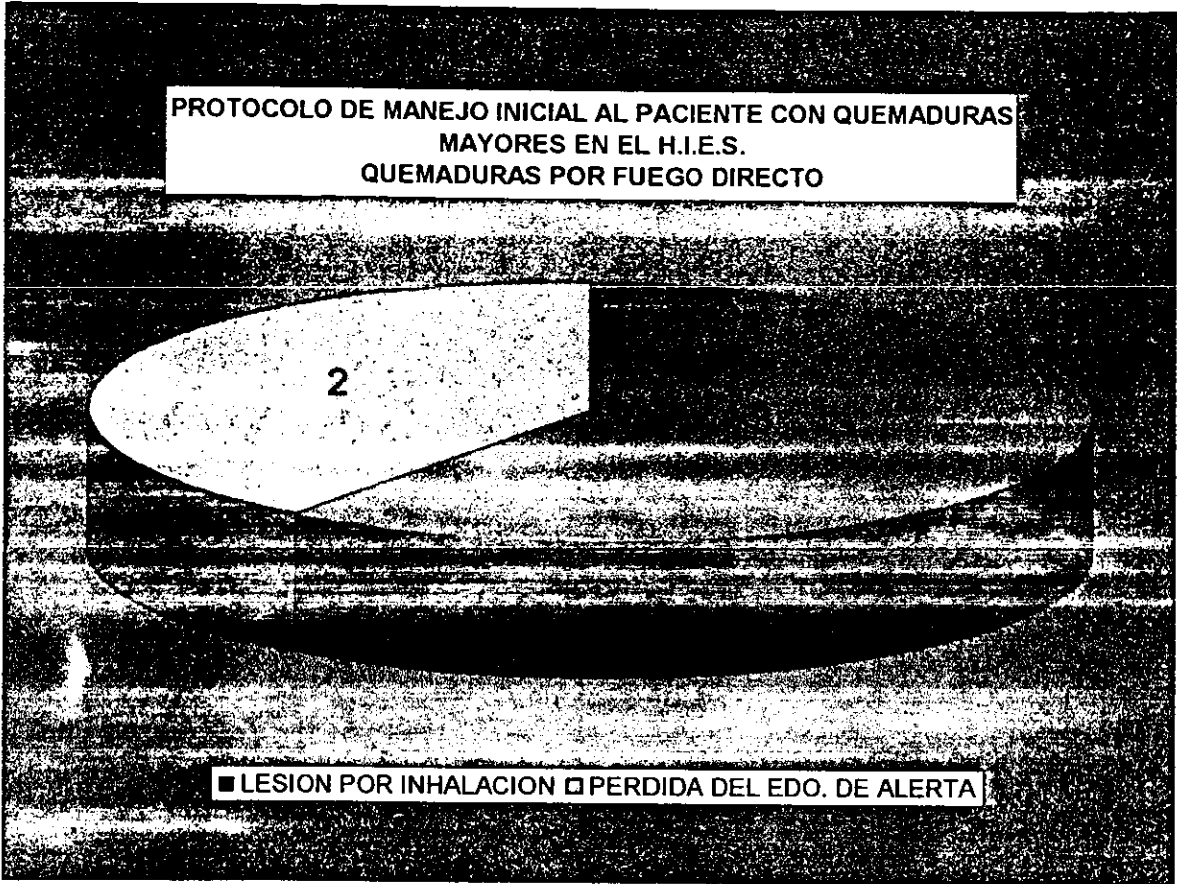 PROTOCOLO DE MANEJO INICIAL AL PACIENTE CON QUEMADURAS
MAYORES EN EL H.I.E.S.
QUEMADURAS POR FUEGO DIRECTO
2
LESION POR INHALACION PERDIDA DEL EDO. DE ALERTA